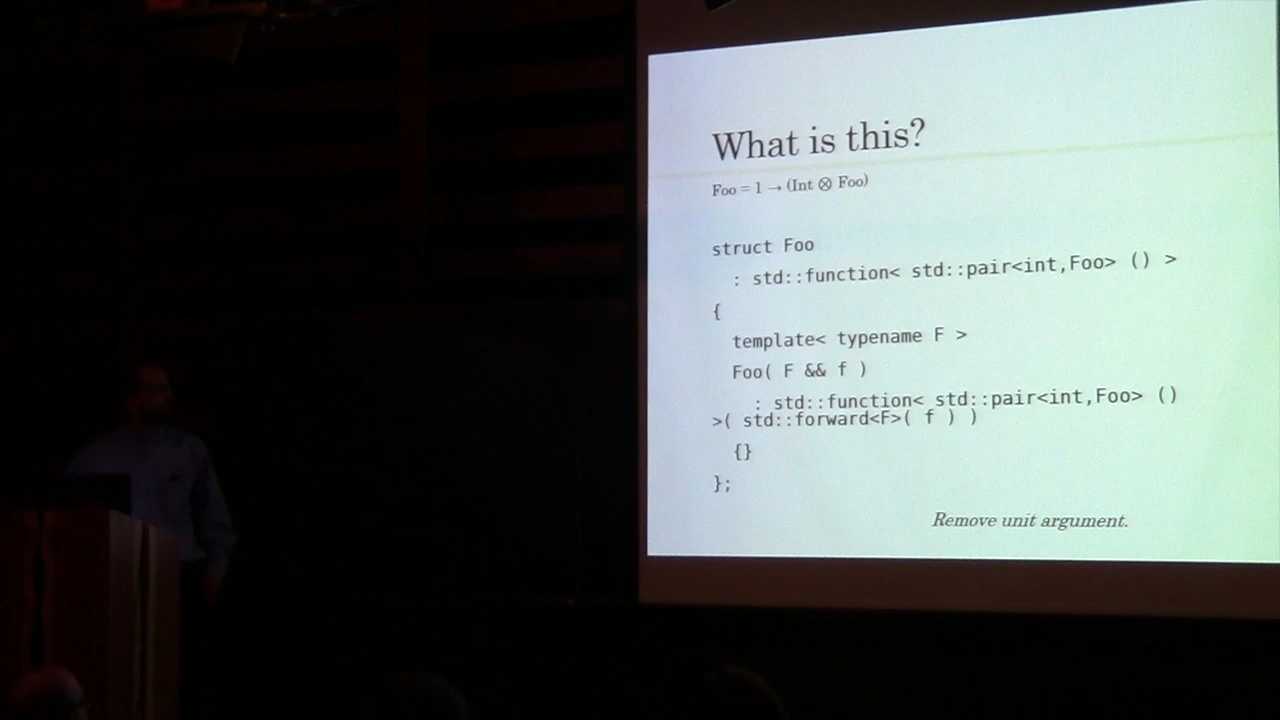 What is this?
Foo = 1 → (Int ⊗ Foo)
struct Foo
: std::function< std::pair<int,Foo> () >
{
template< typename F >
Foo( F && f )
: std::function< std::pair<int,Foo> ()
>( std::forward<F>( f ) )
{}
};
Remove unit argument.